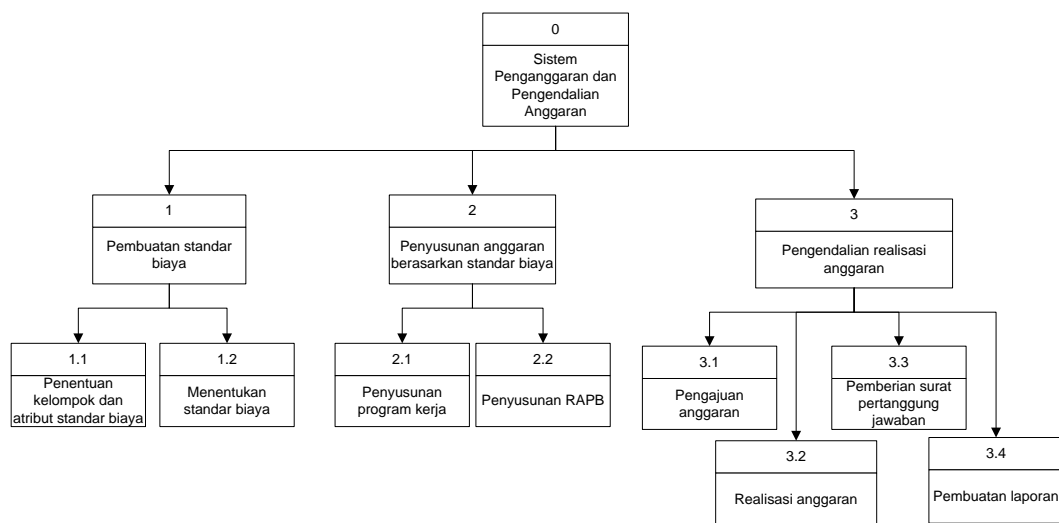 0
Sistem
Penganggaran dan
Pengendalian
Anggaran
1
Pembuatan standar
biaya
2
Penyusunan anggaran
berasarkan standar biaya
3
Pengendalian realisasi
anggaran
1.1
Penentuan
kelompok dan
atribut standar biaya
1.2
Menentukan
standar biaya
2.1
Penyusunan
program kerja
2.2
Penyusunan RAPB
3.1
Pengajuan
anggaran
3.3
Pemberian surat
pertanggung
jawaban
3.2
Realisasi anggaran
3.4
Pembuatan laporan